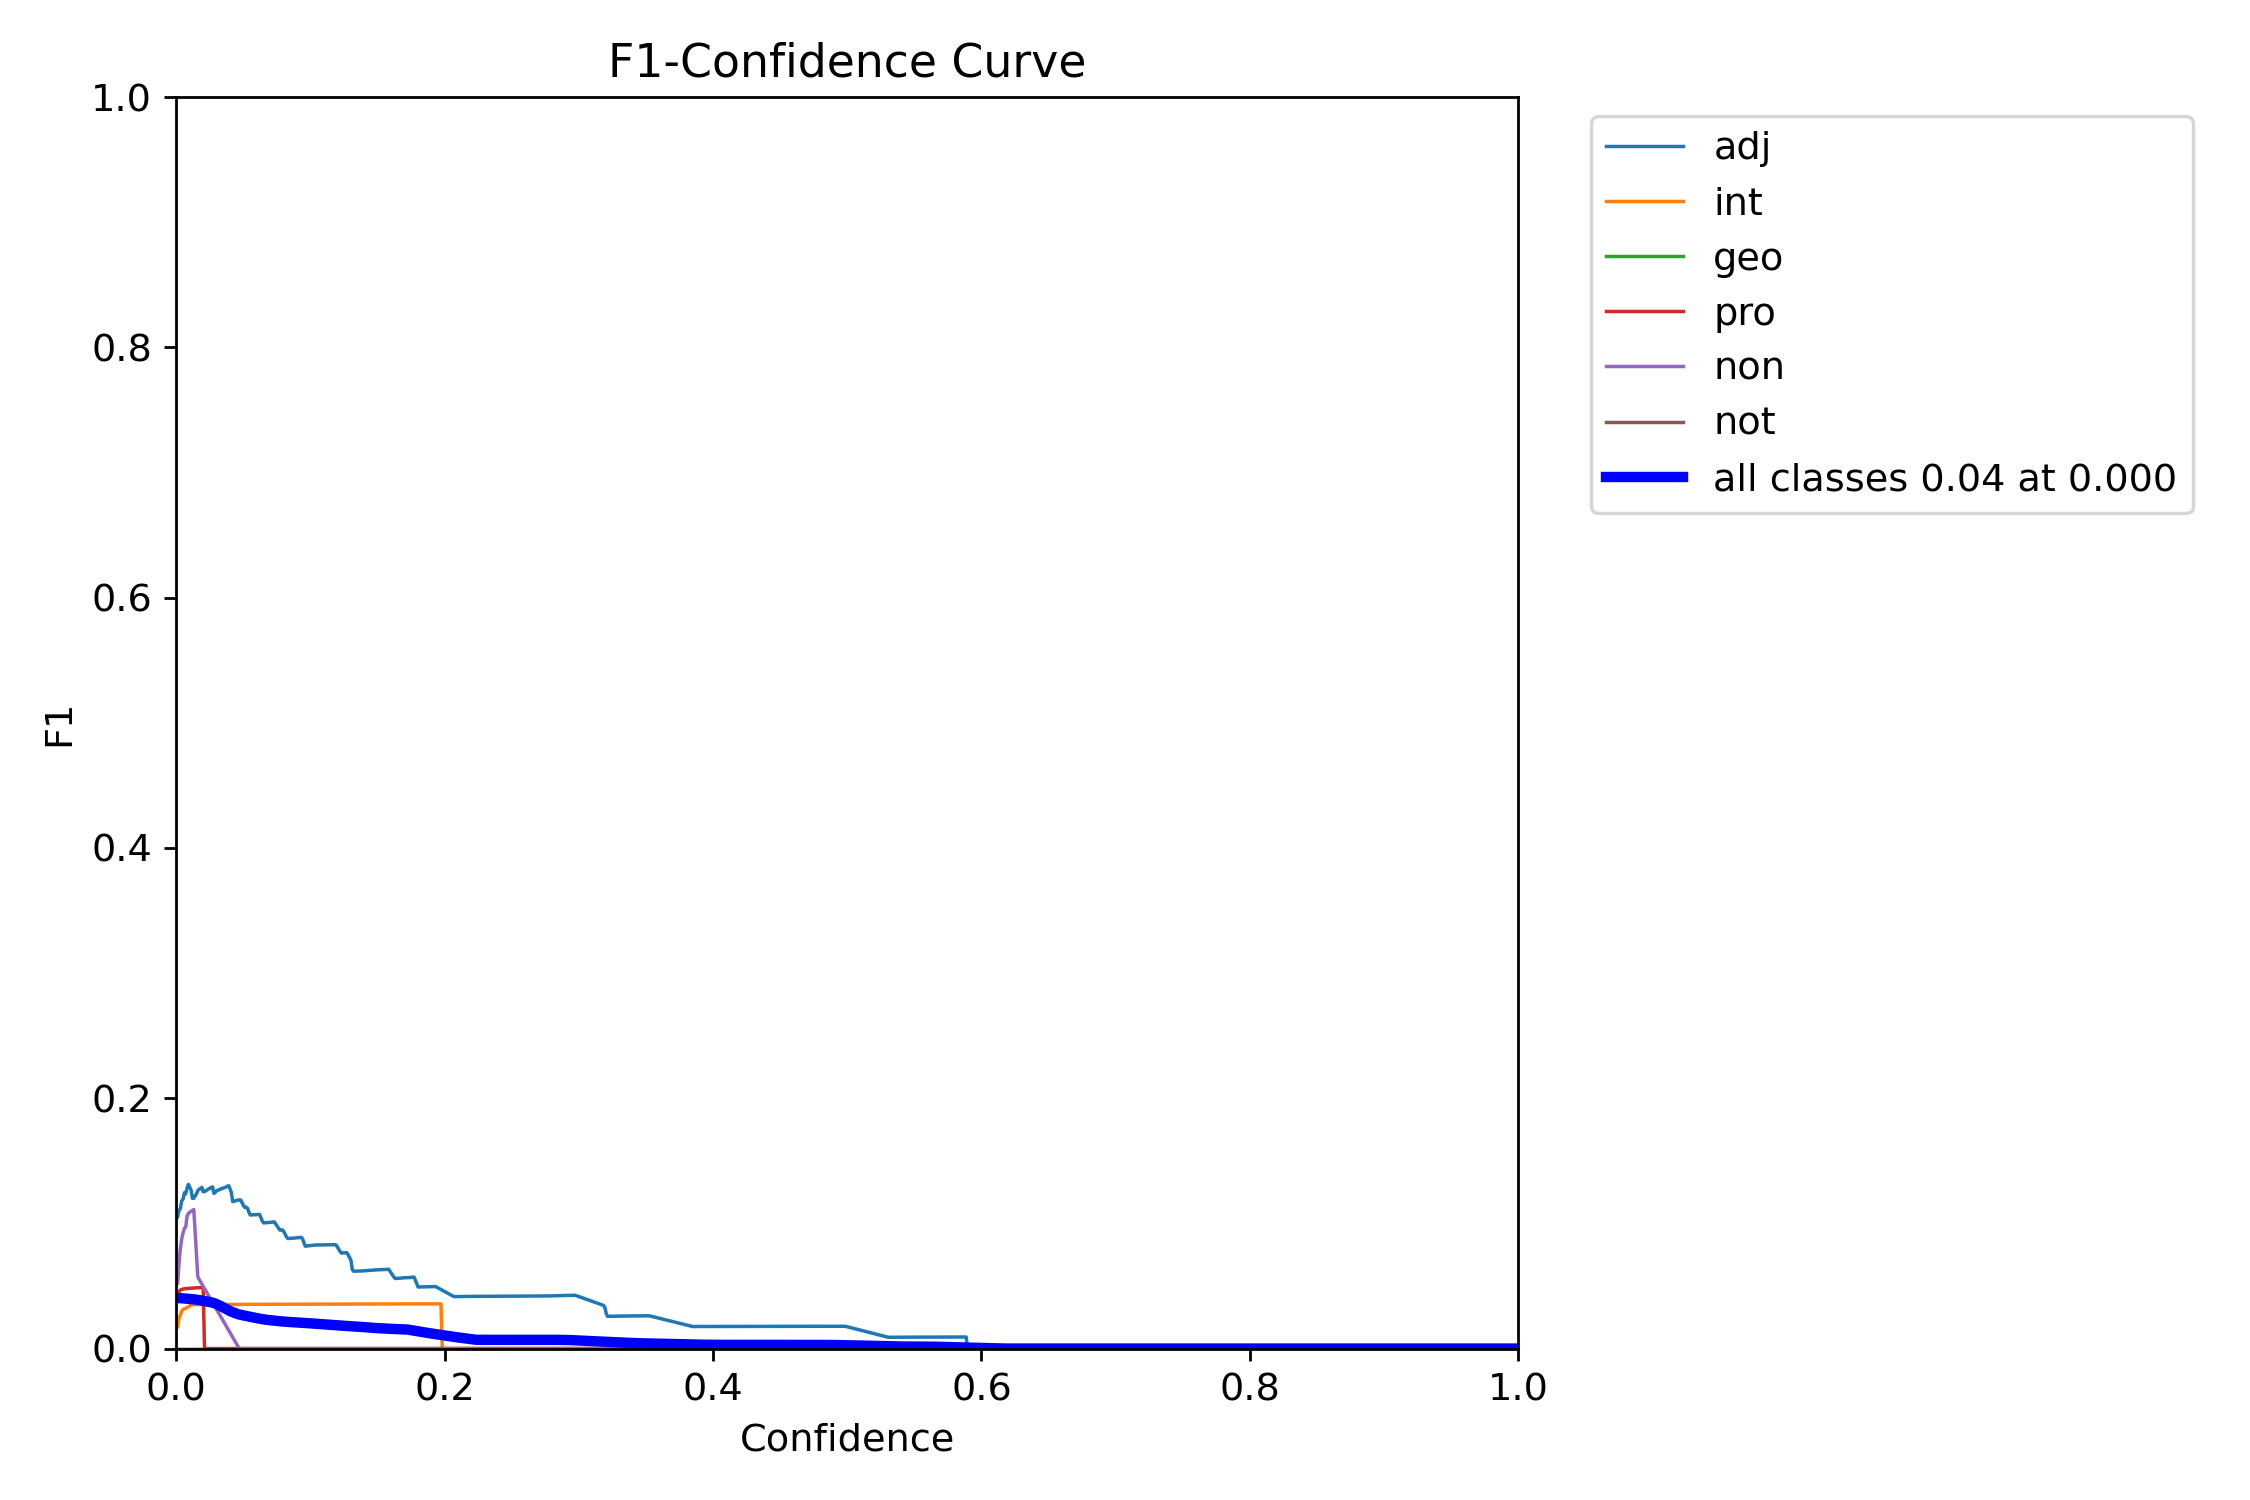 F1-Confidence Curve
1.0
0.8
0.6
0.4
0.2
0.0
F1
0.0 0.2 0.4 0.6 0.8 1.0
Confidence
adj
int
geo
pro
non
not
all classes 0.04 at 0.000